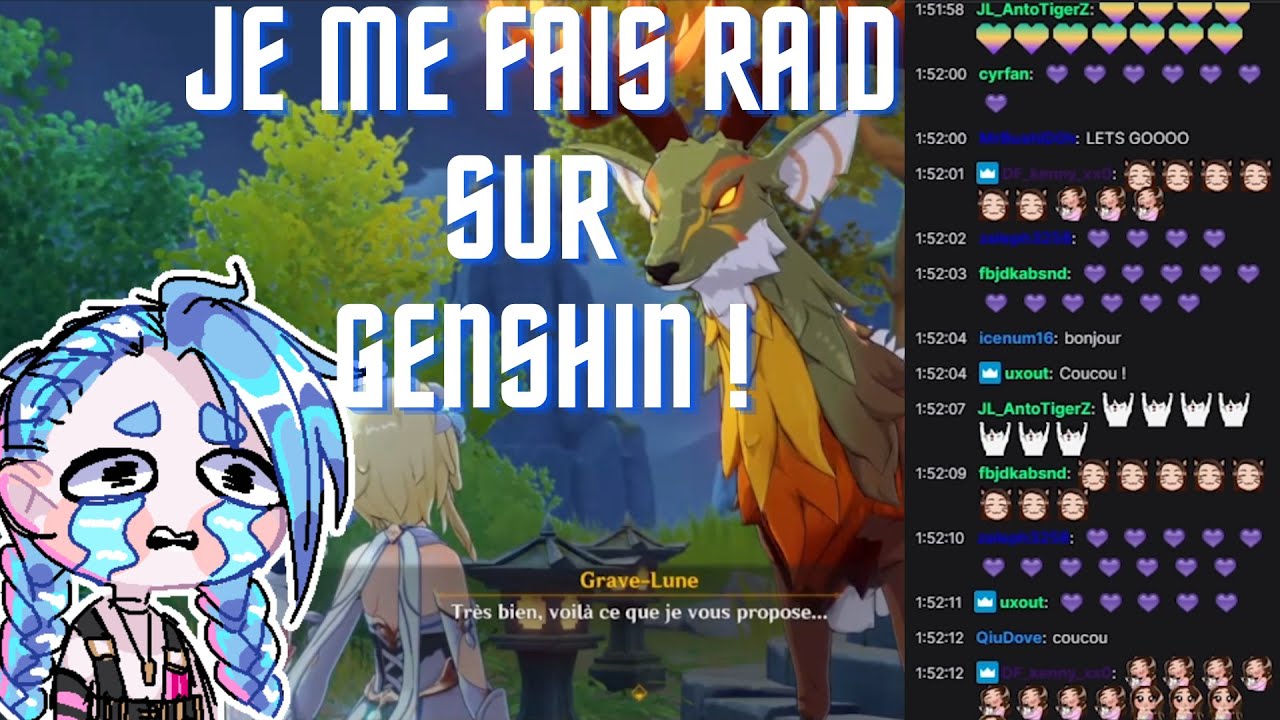 JE ME FAIS RAID
SUR
GENSHIN !
Grave-Lune
Très bien, voilà ce que je vous propose...
1:51:58 JL_AntoTigerZ:
1:52:00 cyrfan:
1:52:00 : LETS GOOOO
1:52:01 DF_kenny_xx0:
1:52:02
1:52:03 fbjdkabsnd:
1:52:04 icenum16: bonjour
1:52:04 uxout: Coucou !
1:52:07 JL_AntoTigerZ:
1:52:09 fbjdkabsnd:
1:52:10
1:52:11 uxout:
1:52:12 QiuDove: coucou
1:52:12 DF_kenny_xx0: